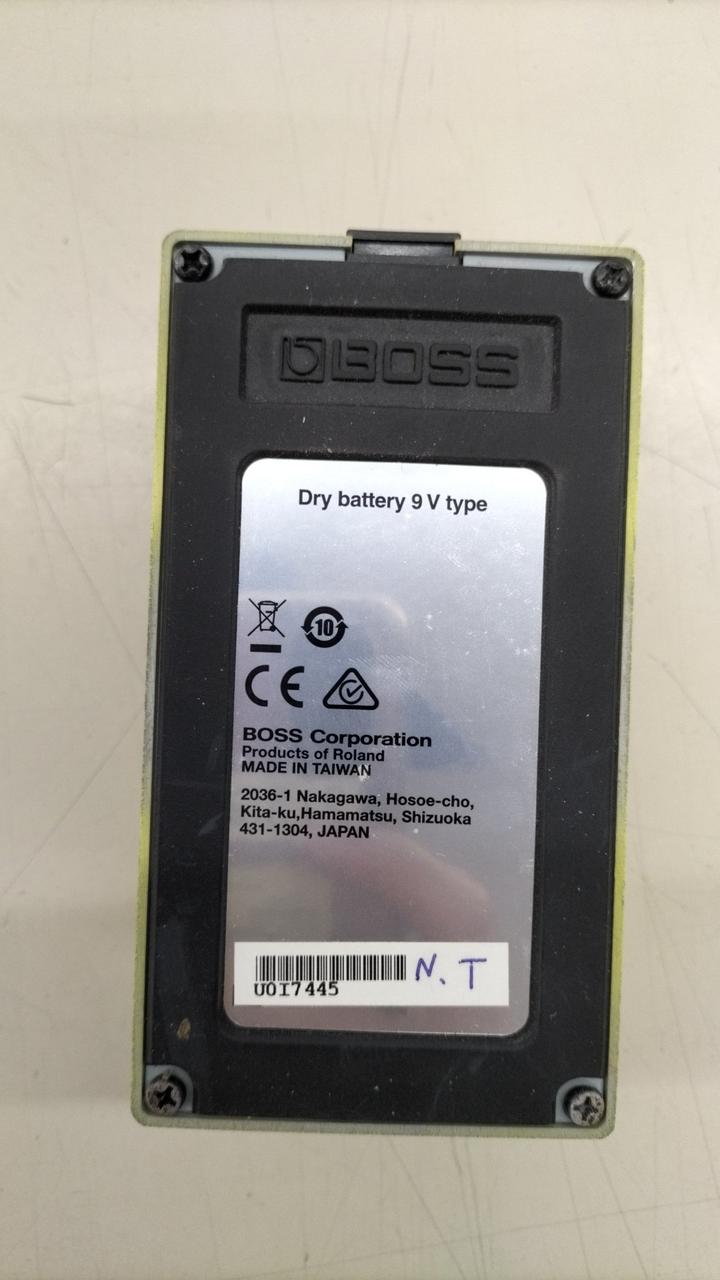 BOSS
Dry battery 9 V type
10
CE
BOSS Corporation
Products of Roland
MADE IN TAIWAN
2036-1 Nakagawa, Hosoe-cho,
Kita-ku,Hamamatsu, Shizuoka
431-1304, JAPAN
N. T
U0I7445